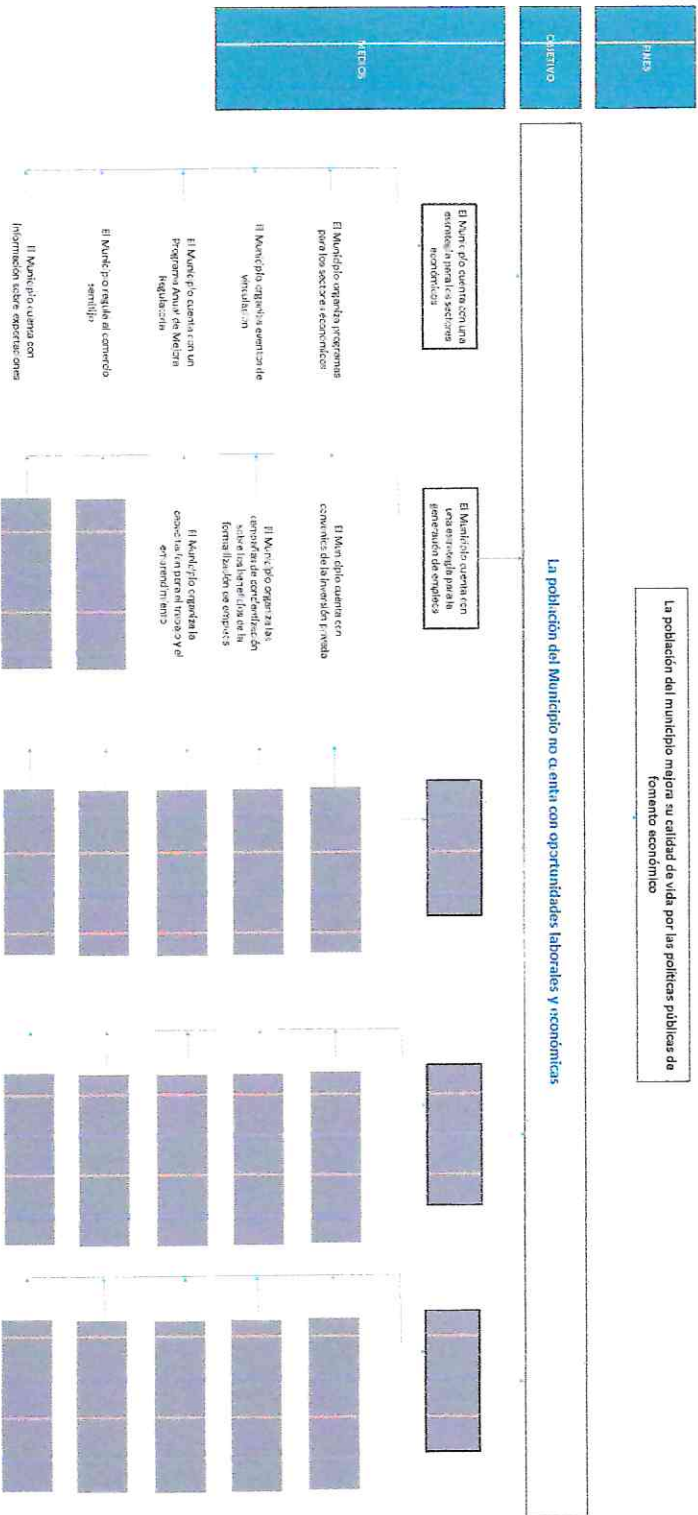 FINES
La población del municipio mejora su calidad de vida por las políticas públicas de
fomento económico
OBJETIVO
La población del Municipio no cuenta con oportunidades laborales y económicas
MEDIOS
El Municipio cuenta con una
estrategia para los sectores
económicos
El Municipio organiza programas
para los sectores económicos
El Municipio organiza eventos de
vinculación
El Municipio cuenta con un
Programa Anual de Mejora
Regulatoria
El Municipio regula al comercio
semifijo
El Municipio cuenta con
información sobre exportaciones
El Municipio cuenta con
una estrategia para la
generación de empleos
El Municipio cuenta con
convenios de la inversión privada
El Municipio organiza las
campañas de concientización
sobre los beneficios de la
formalización de empleos
El Municipio organiza la
capacitación para el trabajo y el
emprendimiento